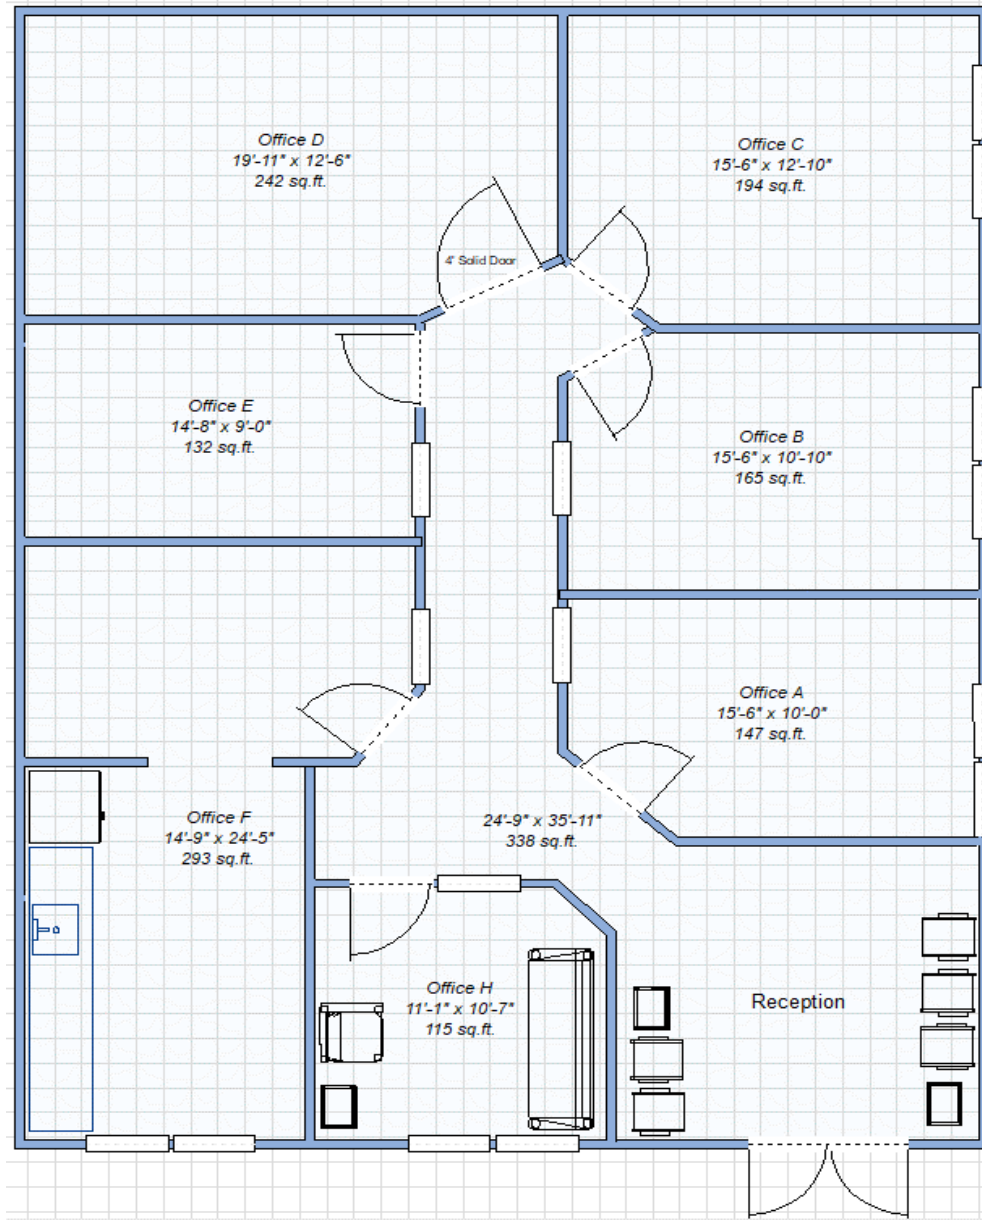 Office D
19'-11" x 12'-6"
242 sq.ft.
Office C
15'-6" x 12'-10"
194 sq.ft.
4' Solid Door
Office E
14'-8" x 9'-0"
132 sq.ft.
Office B
15'-6" x 10'-10"
165 sq.ft.
Office A
15'-6" x 10'-0"
147 sq.ft.
Office F
14'-9" x 24'-5"
293 sq.ft.
24'-9" x 35'-11"
338 sq.ft.
Office H
11'-1" x 10'-7"
115 sq.ft.
Reception